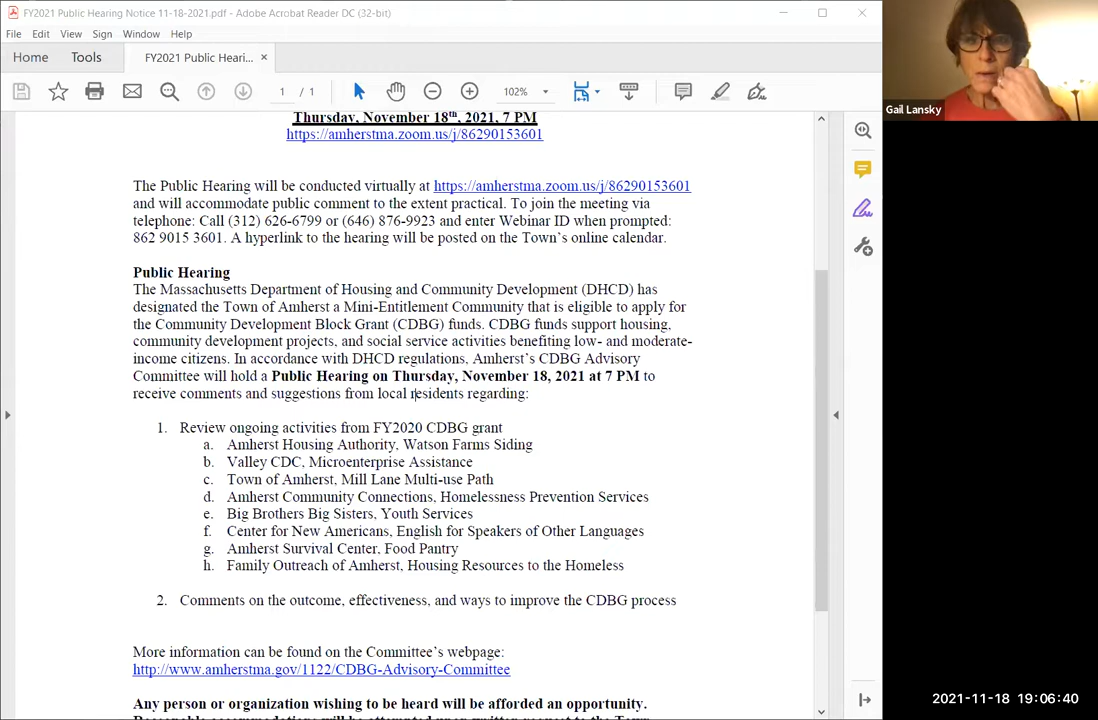 FY2021 Public Hearing Notice 11-18-2021.pdf - Adobe Acrobat Reader DC (32-bit)
File Edit View Sign Window Help
Home Tools FY2021 Public Heari... ×
1 / 1 102%
Thursday, November 18th, 2021, 7 PM
https://amherstma.zoom.us/j/86290153601
The Public Hearing will be conducted virtually at https://amherstma.zoom.us/j/86290153601
and will accommodate public comment to the extent practical. To join the meeting via
telephone: Call (312) 626-6799 or (646) 876-9923 and enter Webinar ID when prompted:
862 9015 3601. A hyperlink to the hearing will be posted on the Town's online calendar.
Public Hearing
The Massachusetts Department of Housing and Community Development (DHCD) has
designated the Town of Amherst a Mini-Entitlement Community that is eligible to apply for
the Community Development Block Grant (CDBG) funds. CDBG funds support housing,
community development projects, and social service activities benefiting low- and moderate-
income citizens. In accordance with DHCD regulations, Amherst's CDBG Advisory
Committee will hold a Public Hearing on Thursday, November 18, 2021 at 7 PM to
receive comments and suggestions from local residents regarding:
1. Review ongoing activities from FY2020 CDBG grant
a. Amherst Housing Authority, Watson Farms Siding
b. Valley CDC, Microenterprise Assistance
c. Town of Amherst, Mill Lane Multi-use Path
d. Amherst Community Connections, Homelessness Prevention Services
e. Big Brothers Big Sisters, Youth Services
f. Center for New Americans, English for Speakers of Other Languages
g. Amherst Survival Center, Food Pantry
h. Family Outreach of Amherst, Housing Resources to the Homeless
2. Comments on the outcome, effectiveness, and ways to improve the CDBG process
More information can be found on the Committee's webpage:
http://www.amherstma.gov/1122/CDBG-Advisory-Committee
Any person or organization wishing to be heard will be afforded an opportunity.
Reasonable accommodations will be attempted upon written request to the Town
Gail Lansky
2021-11-18 19:06:40